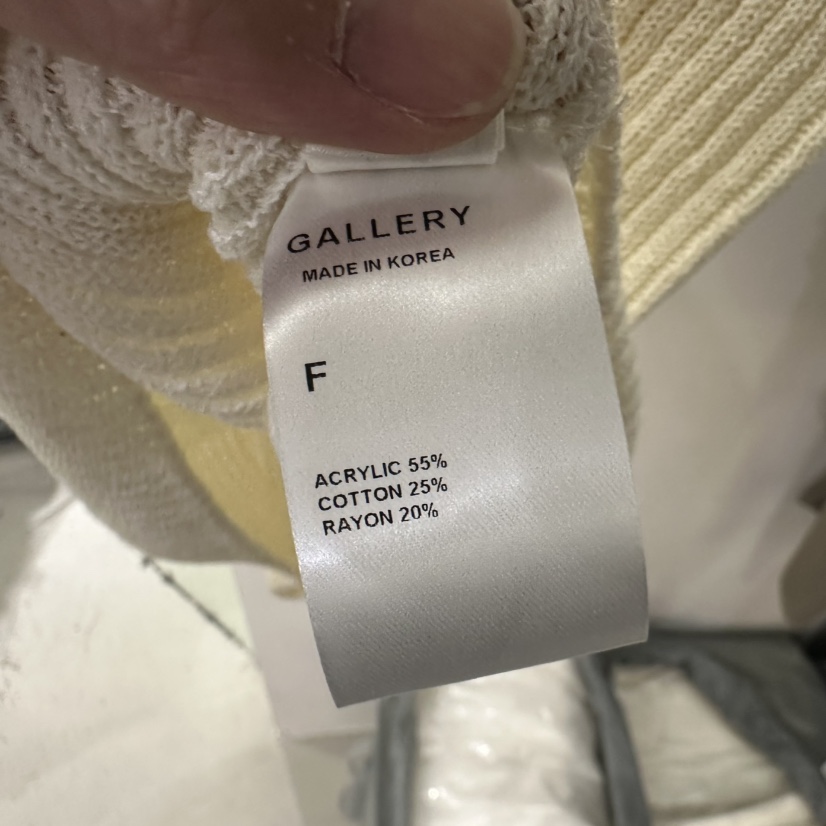 GALLERY
MADE IN KOREA
F
ACRYLIC 55%
COTTON 25%
RAYON 20%